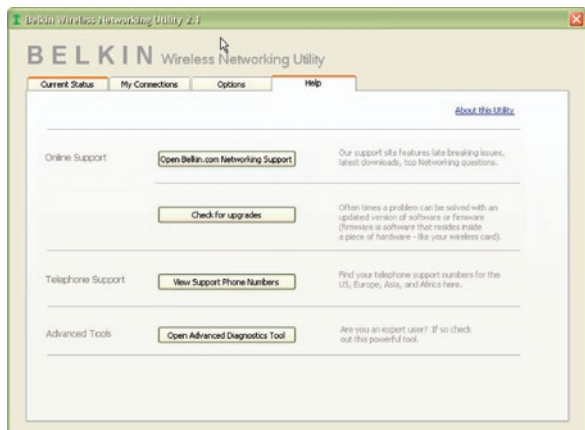 Belkin Wireless Networking Utility 2.1
BELKIN Wireless Networking Utility
Current Status
My Connections
Options
Help
About this Utility
Online Support
Open Belkin.com Networking Support
Our support site features late breaking issues,
latest downloads, top Networking questions.
Check for upgrades
Often times a problem can be solved with an
updated version of software or firmware
(firmware is software that resides inside
a piece of hardware - like your wireless card).
Telephone Support
View Support Phone Numbers
Find your telephone support numbers for the
US, Europe, Asia, and Africa here.
Advanced Tools
Open Advanced Diagnostics Tool
Are you an expert user? If so check
out this powerful tool.